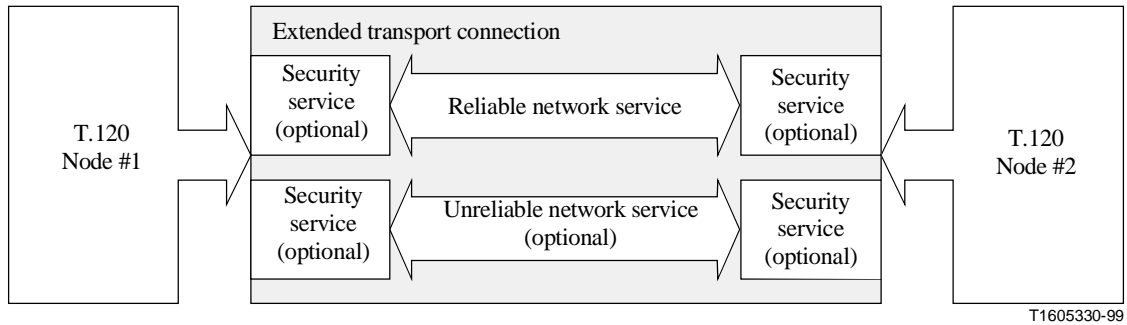 Extended transport connection
T.120
Node #1
Security
service
(optional)
Reliable network service
Security
service
(optional)
T.120
Node #2
Security
service
(optional)
Unreliable network service
(optional)
Security
service
(optional)
T1605330-99